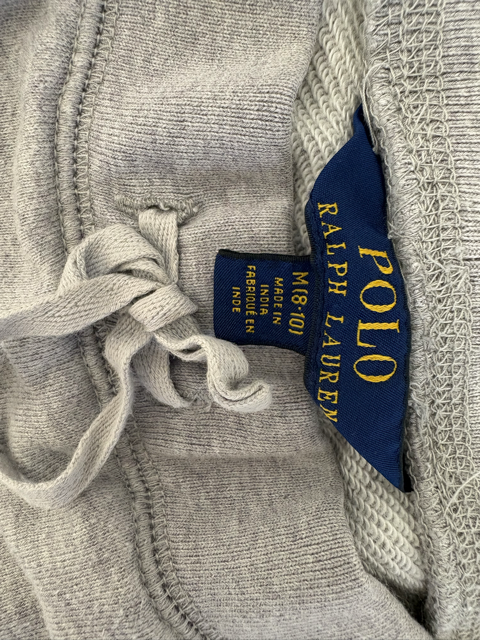 POLO
RALPH LAUREN
M(8-10)
MADE IN
INDIA
FABRIQUÉ EN
INDE